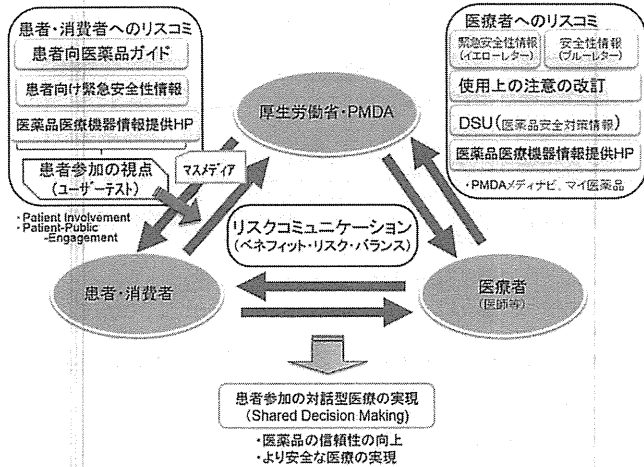 患者・消費者へのリスコミ
患者向医薬品ガイド
患者向け緊急安全性情報
医薬品医療機器情報提供HP
患者参加の視点
(ユーザーテスト)
・Patient Involvement
・Patient-Public
-Engagement
マスメディア
厚生労働省・PMDA
医療者へのリスコミ
緊急安全性情報
(イエローレター)
安全性情報
(ブルーレター)
使用上の注意の改訂
DSU(医薬品安全対策情報)
医薬品医療機器情報提供HP
・PMDAメディナビ、マイ医薬品
リスクコミュニケーション
(ベネフィット・リスク・バランス)
患者・消費者
医療者
(医師等)
患者参加の対話型医療の実現
(Shared Decision Making)
・医薬品の信頼性の向上
・より安全な医療の実現